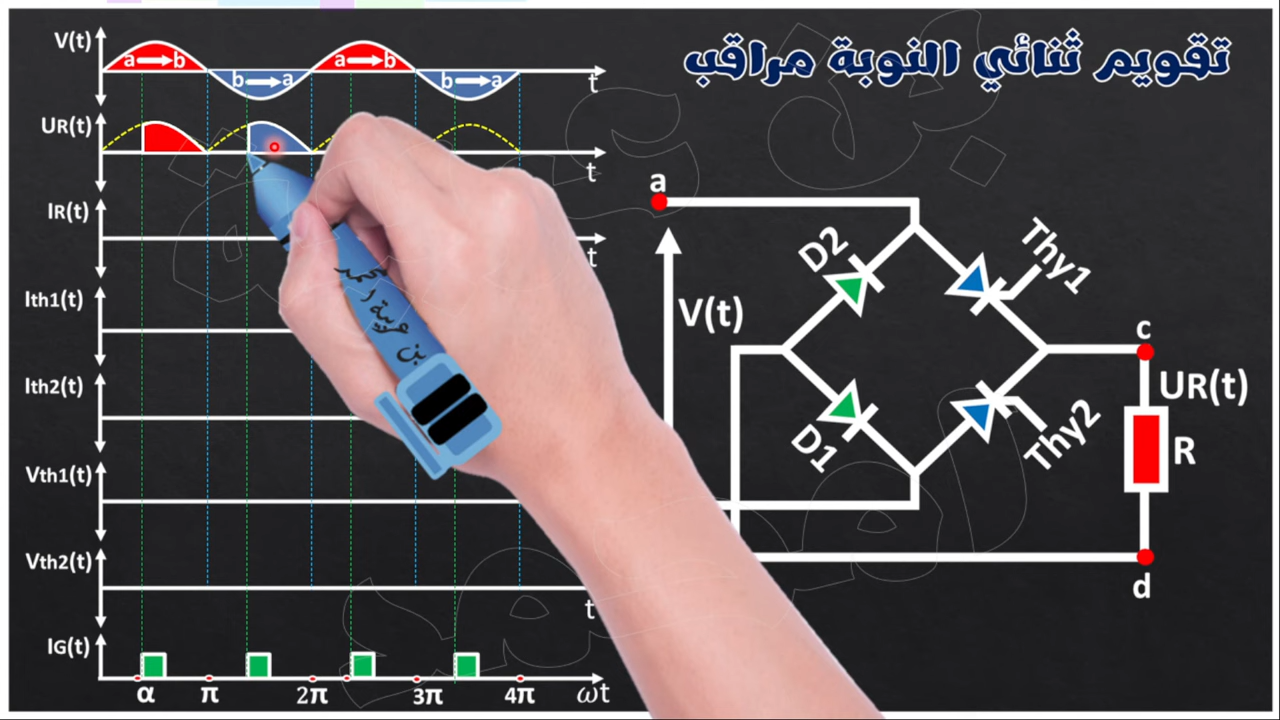 تقويم ثنائي النوبة مراقب
V(t)
a b
b a
a b
b a
t
UR(t)
t
IR(t)
t
Ith1(t)
Ith2(t)
Vth1(t)
Vth2(t)
t
IG(t)
α π 2π 3π 4π ωt
a
D2
Thy1
V(t)
c
UR(t)
D1
Thy2
R
d